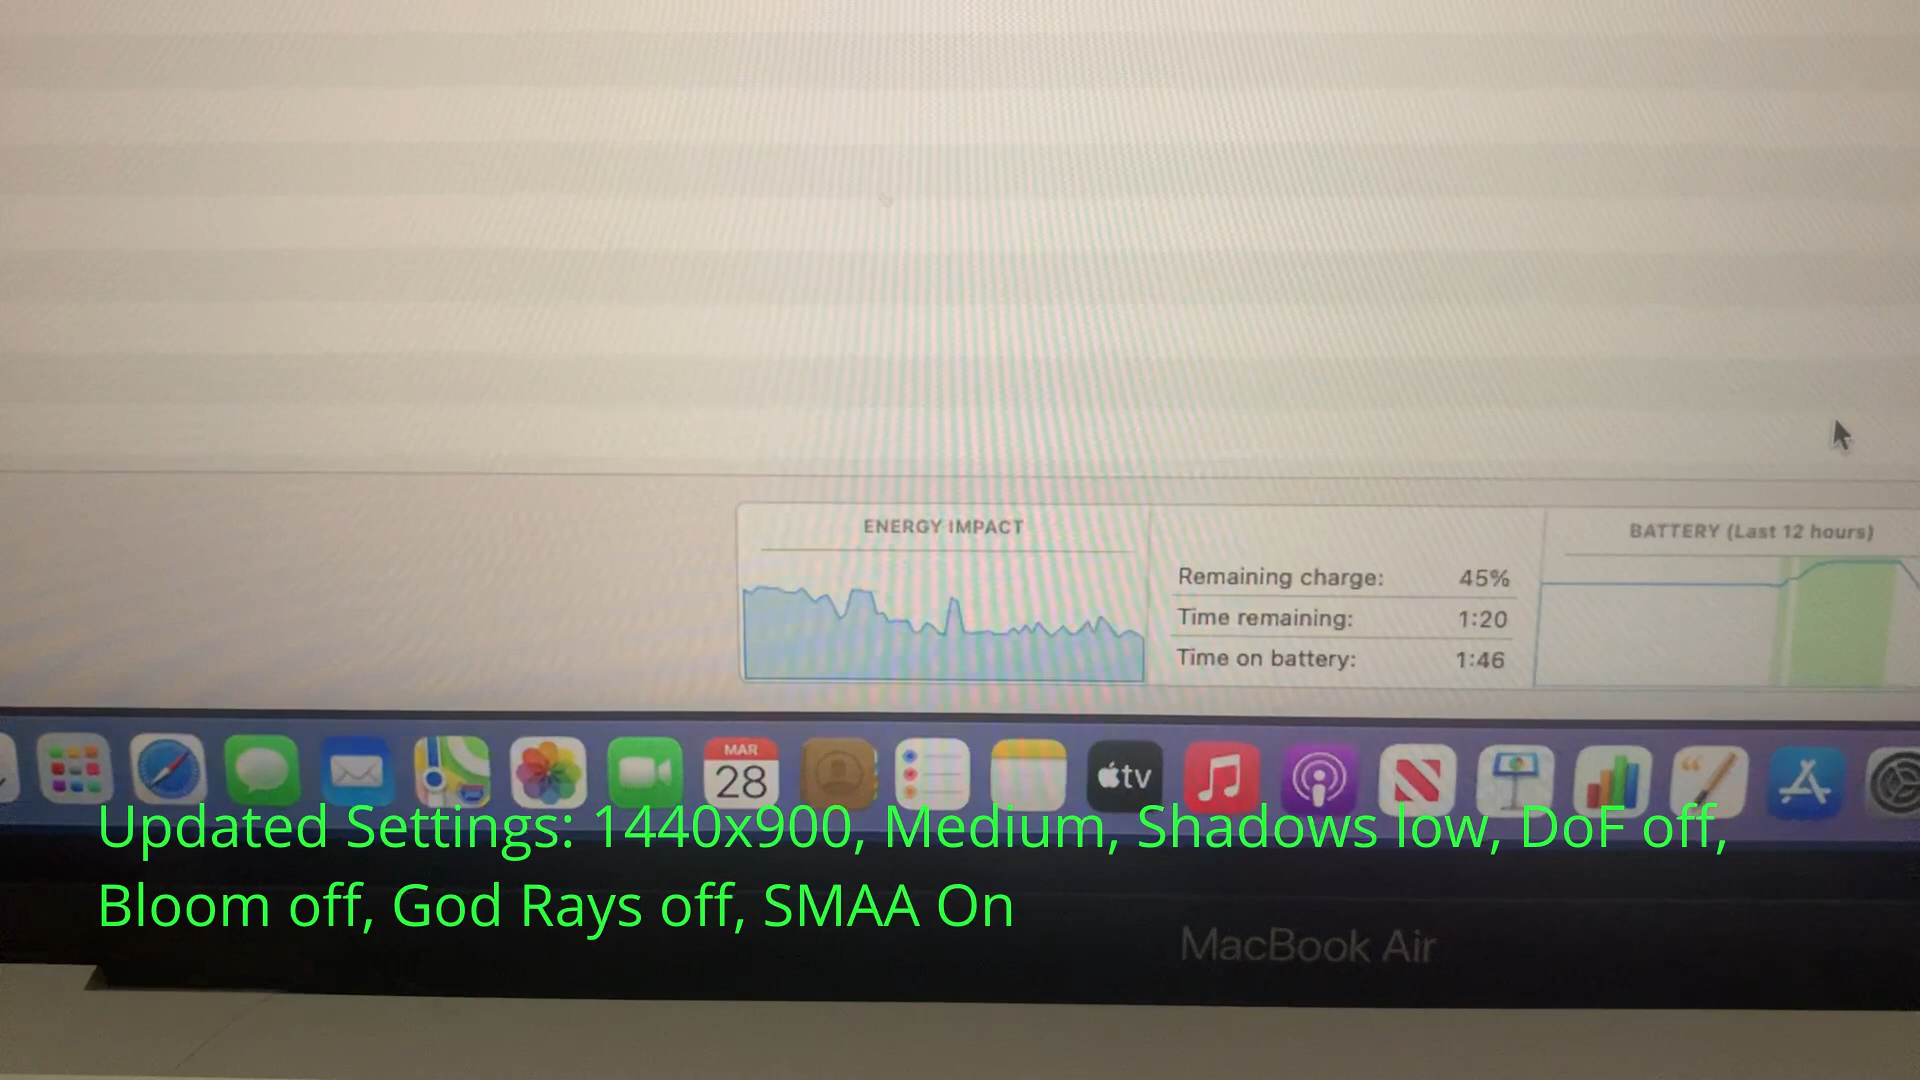 ENERGY IMPACT
BATTERY (Last 12 hours)
Remaining charge: 45%
Time remaining: 1:20
Time on battery: 1:46
MAR
28
tv
Updated Settings: 1440x900, Medium, Shadows low, DoF off,
Bloom off, God Rays off, SMAA On
MacBook Air